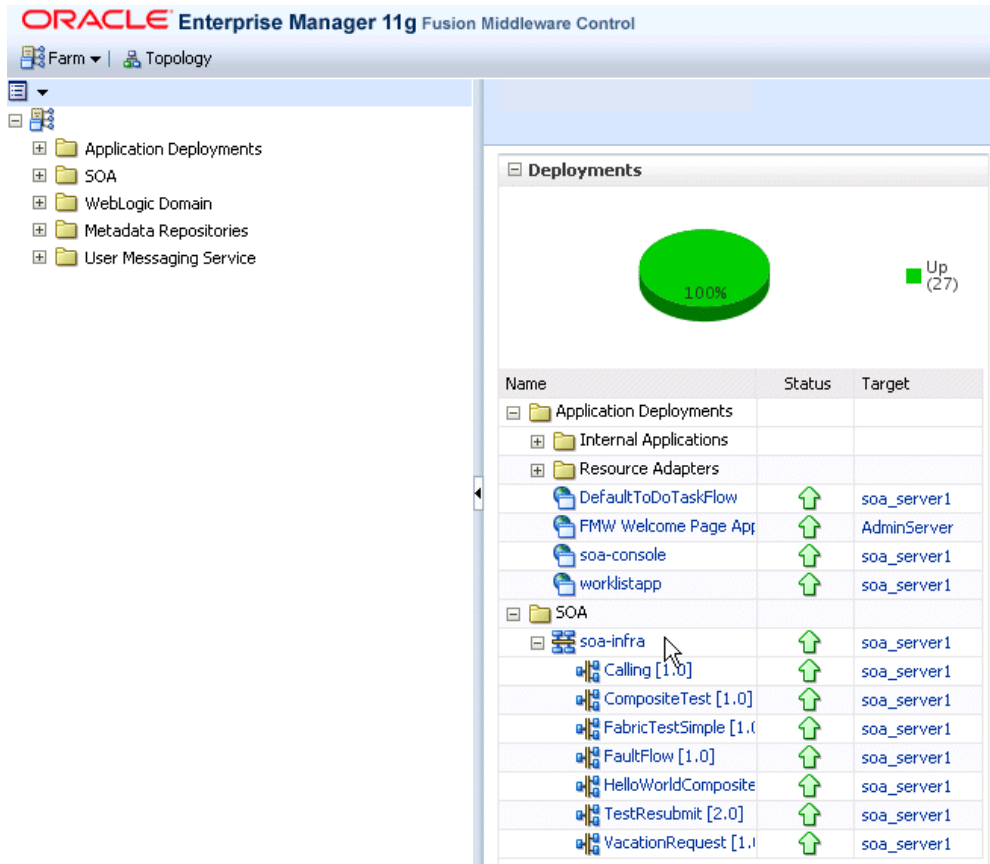 ORACLE Enterprise Manager 11g Fusion Middleware Control
Farm | Topology
Application Deployments
SOA
WebLogic Domain
Metadata Repositories
User Messaging Service
Deployments
100%
Up
(27)
Name Status Target
Application Deployments
Internal Applications
Resource Adapters
DefaultToDoTaskFlow soa_server1
FMW Welcome Page App AdminServer
soa-console soa_server1
worklistapp soa_server1
SOA
soa-infra soa_server1
Calling [1.0] soa_server1
CompositeTest [1.0] soa_server1
FabricTestSimple [1.( soa_server1
FaultFlow [1.0] soa_server1
HelloWorldComposite soa_server1
TestResubmit [2.0] soa_server1
VacationRequest [1.( soa_server1